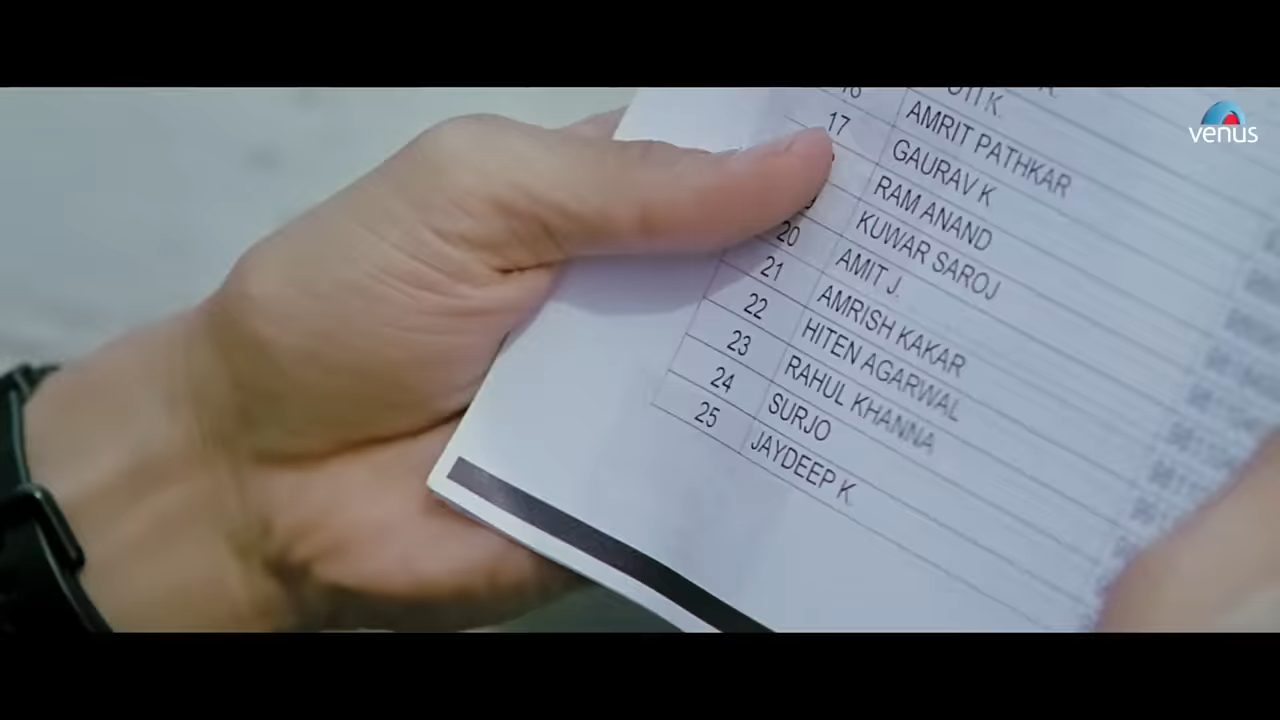 venus
AMRIT PATHKAR
17 GAURAV K
RAM ANAND
KUWAR SAROJ
20 AMIT J.
21 AMRISH KAKAR
22 HITEN AGARWAL
23 RAHUL KHANNA
24 SURJO
25 JAYDEEP K.